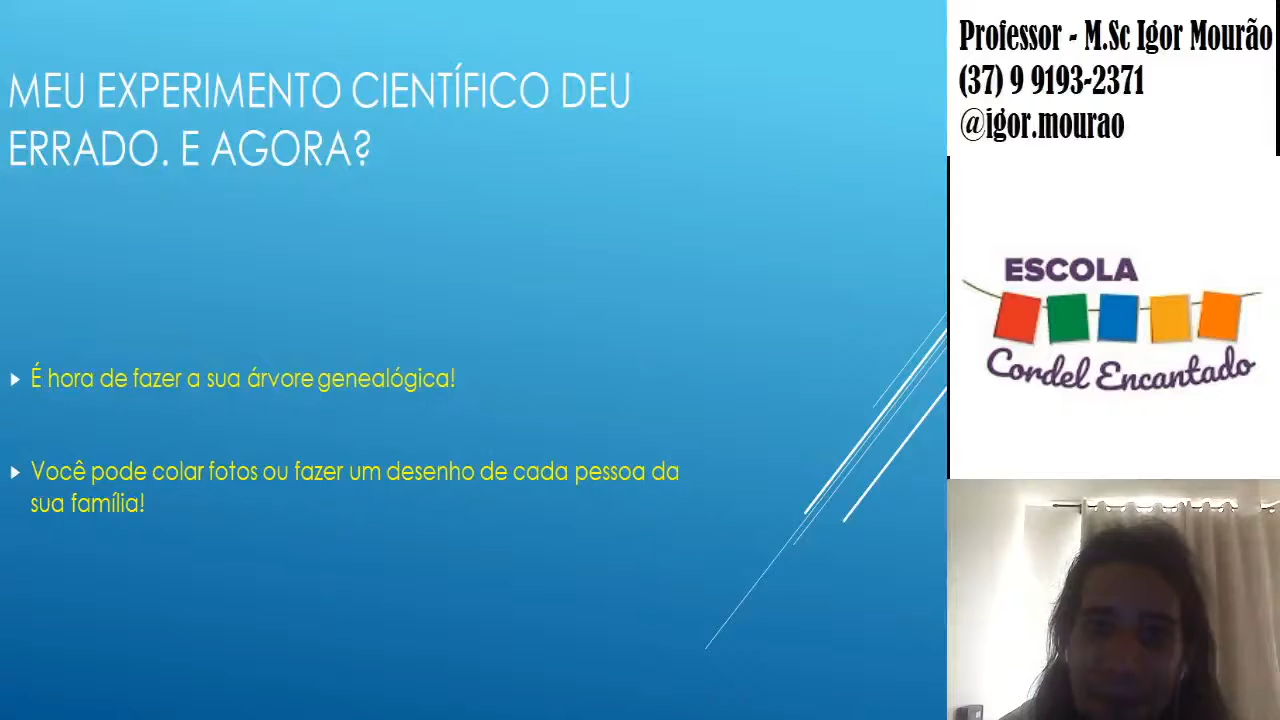 MEU EXPERIMENTO CIENTÍFICO DEU
ERRADO. E AGORA?
É hora de fazer a sua árvore genealógica!
Você pode colar fotos ou fazer um desenho de cada pessoa da
sua família!
Professor - M.Sc Igor Mourão
(37) 9 9193-2371
@igor.mourao
ESCOLA
Cordel Encantado